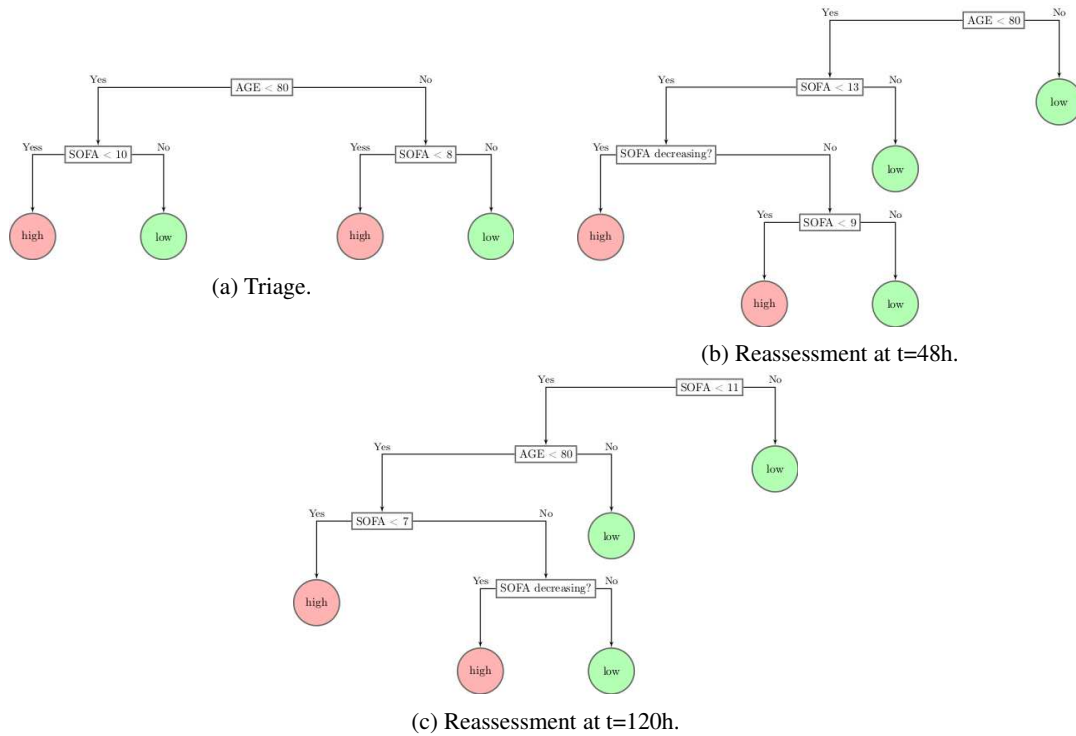 AGE < 80
Yes
No
SOFA < 10
SOFA < 8
Yess
No
Yess
No
high
low
high
low
(a) Triage.
AGE < 80
Yes
No
SOFA < 13
low
Yes
No
SOFA decreasing?
low
Yes
No
high
SOFA < 9
Yes
No
high
low
(b) Reassessment at t=48h.
SOFA < 11
Yes
No
AGE < 80
low
Yes
No
SOFA < 7
low
Yes
No
high
SOFA decreasing?
Yes
No
high
low
(c) Reassessment at t=120h.